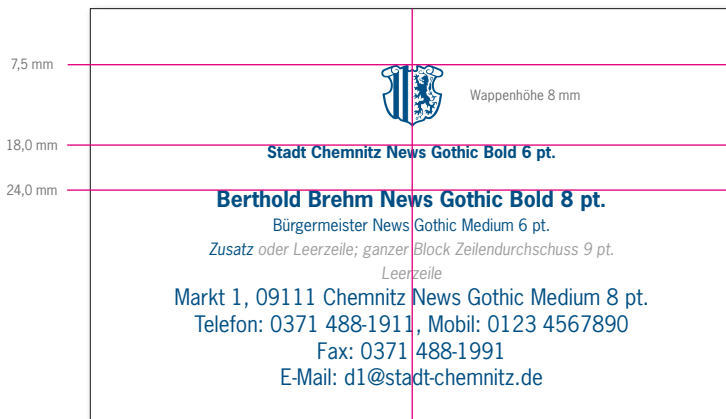 7,5 mm
Wappenhöhe 8 mm
18,0 mm
Stadt Chemnitz News Gothic Bold 6 pt.
24,0 mm
Berthold Brehm News Gothic Bold 8 pt.
Bürgermeister News Gothic Medium 6 pt.
Zusatz oder Leerzeile; ganzer Block Zeilendurchschuss 9 pt.
Leerzeile
Markt 1, 09111 Chemnitz News Gothic Medium 8 pt.
Telefon: 0371 488-1911, Mobil: 0123 4567890
Fax: 0371 488-1991
E-Mail: d1@stadt-chemnitz.de